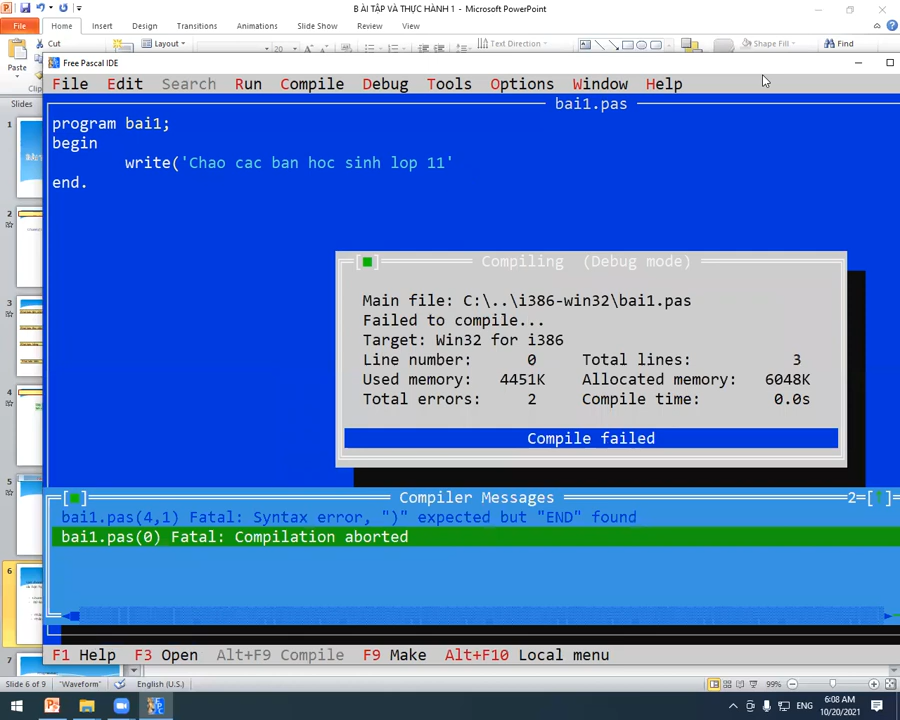 B ÀI TẬP VÀ THỰC HÀNH 1 - Microsoft PowerPoint
File Home Insert Design Transitions Animations Slide Show Review View
Paste Cut Layout 20 Text Direction Shape Fill Find
Free Pascal IDE
File Edit Search Run Compile Debug Tools Options Window Help
Slides
bai1.pas
program bai1;
begin
write('Chao cac ban hoc sinh lop 11'
end.
1
2
3
4
5
6
7
Compiling (Debug mode)
Main file: C:\..\i386-win32\bai1.pas
Failed to compile...
Target: Win32 for i386
Line number: 0 Total lines: 3
Used memory: 4451K Allocated memory: 6048K
Total errors: 2 Compile time: 0.0s
Compile failed
Compiler Messages 2
bai1.pas(4,1) Fatal: Syntax error, ")" expected but "END" found
bai1.pas(0) Fatal: Compilation aborted
F1 Help F3 Open Alt+F9 Compile F9 Make Alt+F10 Local menu
Slide 6 of 9 "Waveform" English (U.S.) 99%
ENG 6:08 AM
10/20/2021